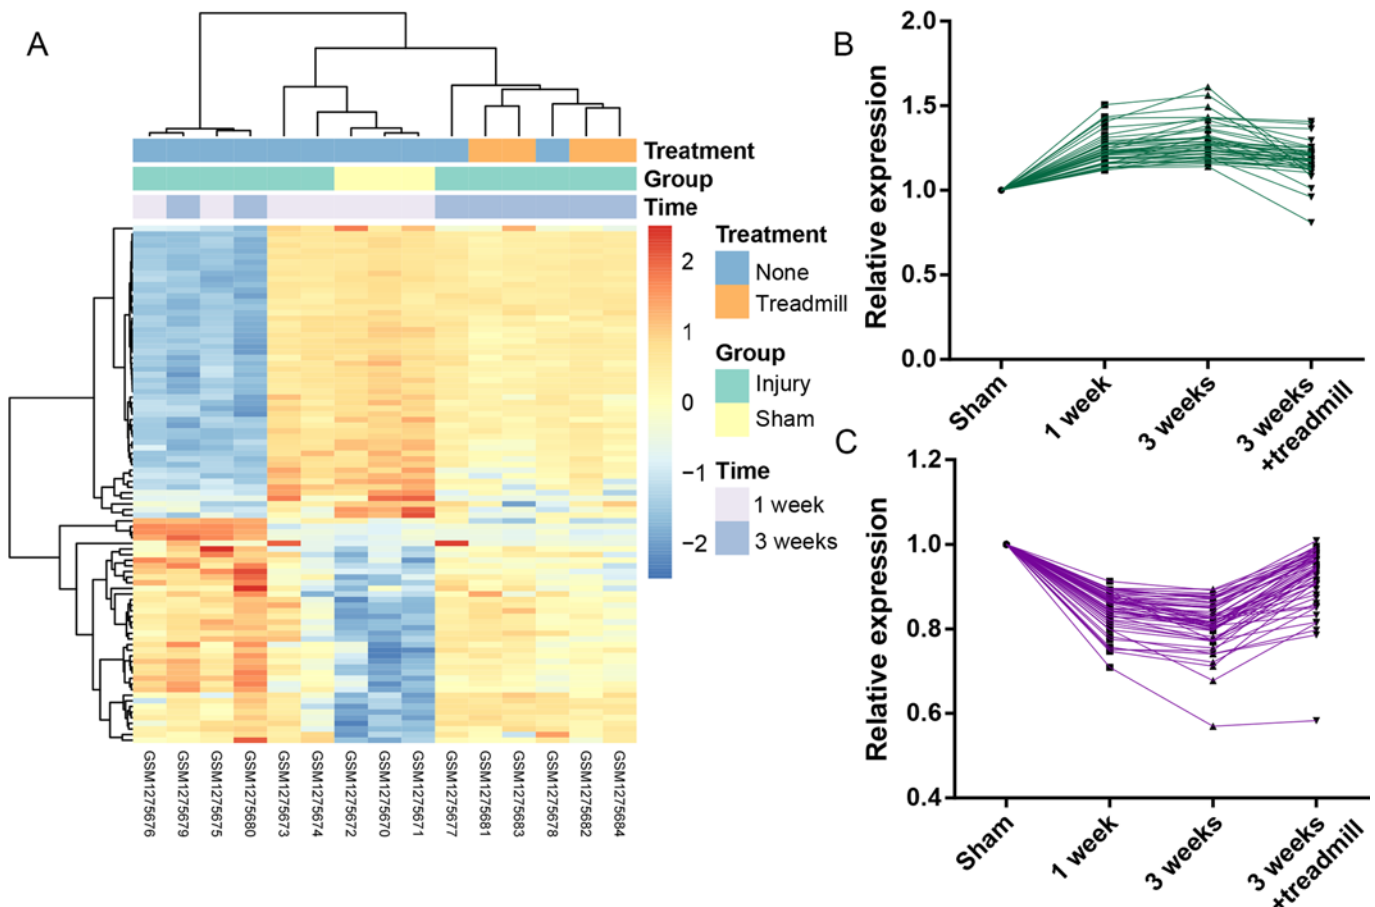 A
Treatment
Group
Time
2
1
0
−1
−2
Treatment
None
Treadmill
Group
Injury
Sham
Time
1 week
3 weeks
GSM1275676
GSM1275679
GSM1275675
GSM1275680
GSM1275673
GSM1275674
GSM1275672
GSM1275670
GSM1275671
GSM1275677
GSM1275681
GSM1275683
GSM1275678
GSM1275682
GSM1275684
B
Relative expression
2.0
1.5
1.0
0.5
0.0
Sham
1 week
3 weeks
3 weeks
+treadmill
C
Relative expression
1.2
1.0
0.8
0.6
0.4
Sham
1 week
3 weeks
3 weeks
+treadmill